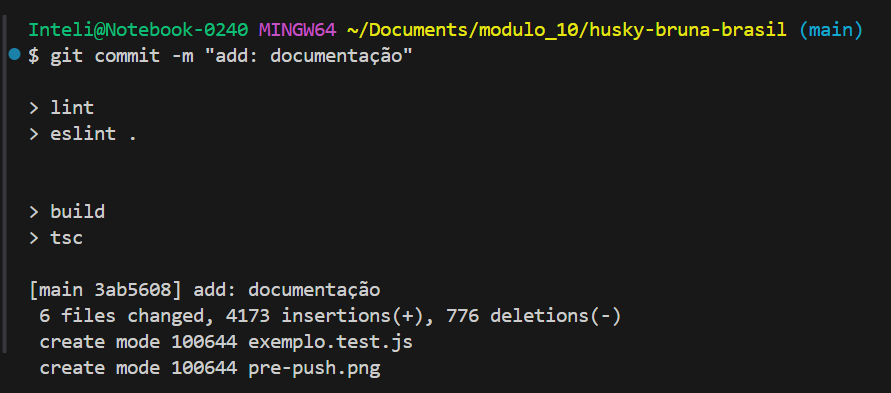 Inteli@Notebook-0240 MINGW64 ~/Documents/modulo_10/husky-bruna-brasil (main)
$ git commit -m "add: documentação"
> lint
> eslint .
> build
> tsc
[main 3ab5608] add: documentação
6 files changed, 4173 insertions(+), 776 deletions(-)
create mode 100644 exemplo.test.js
create mode 100644 pre-push.png